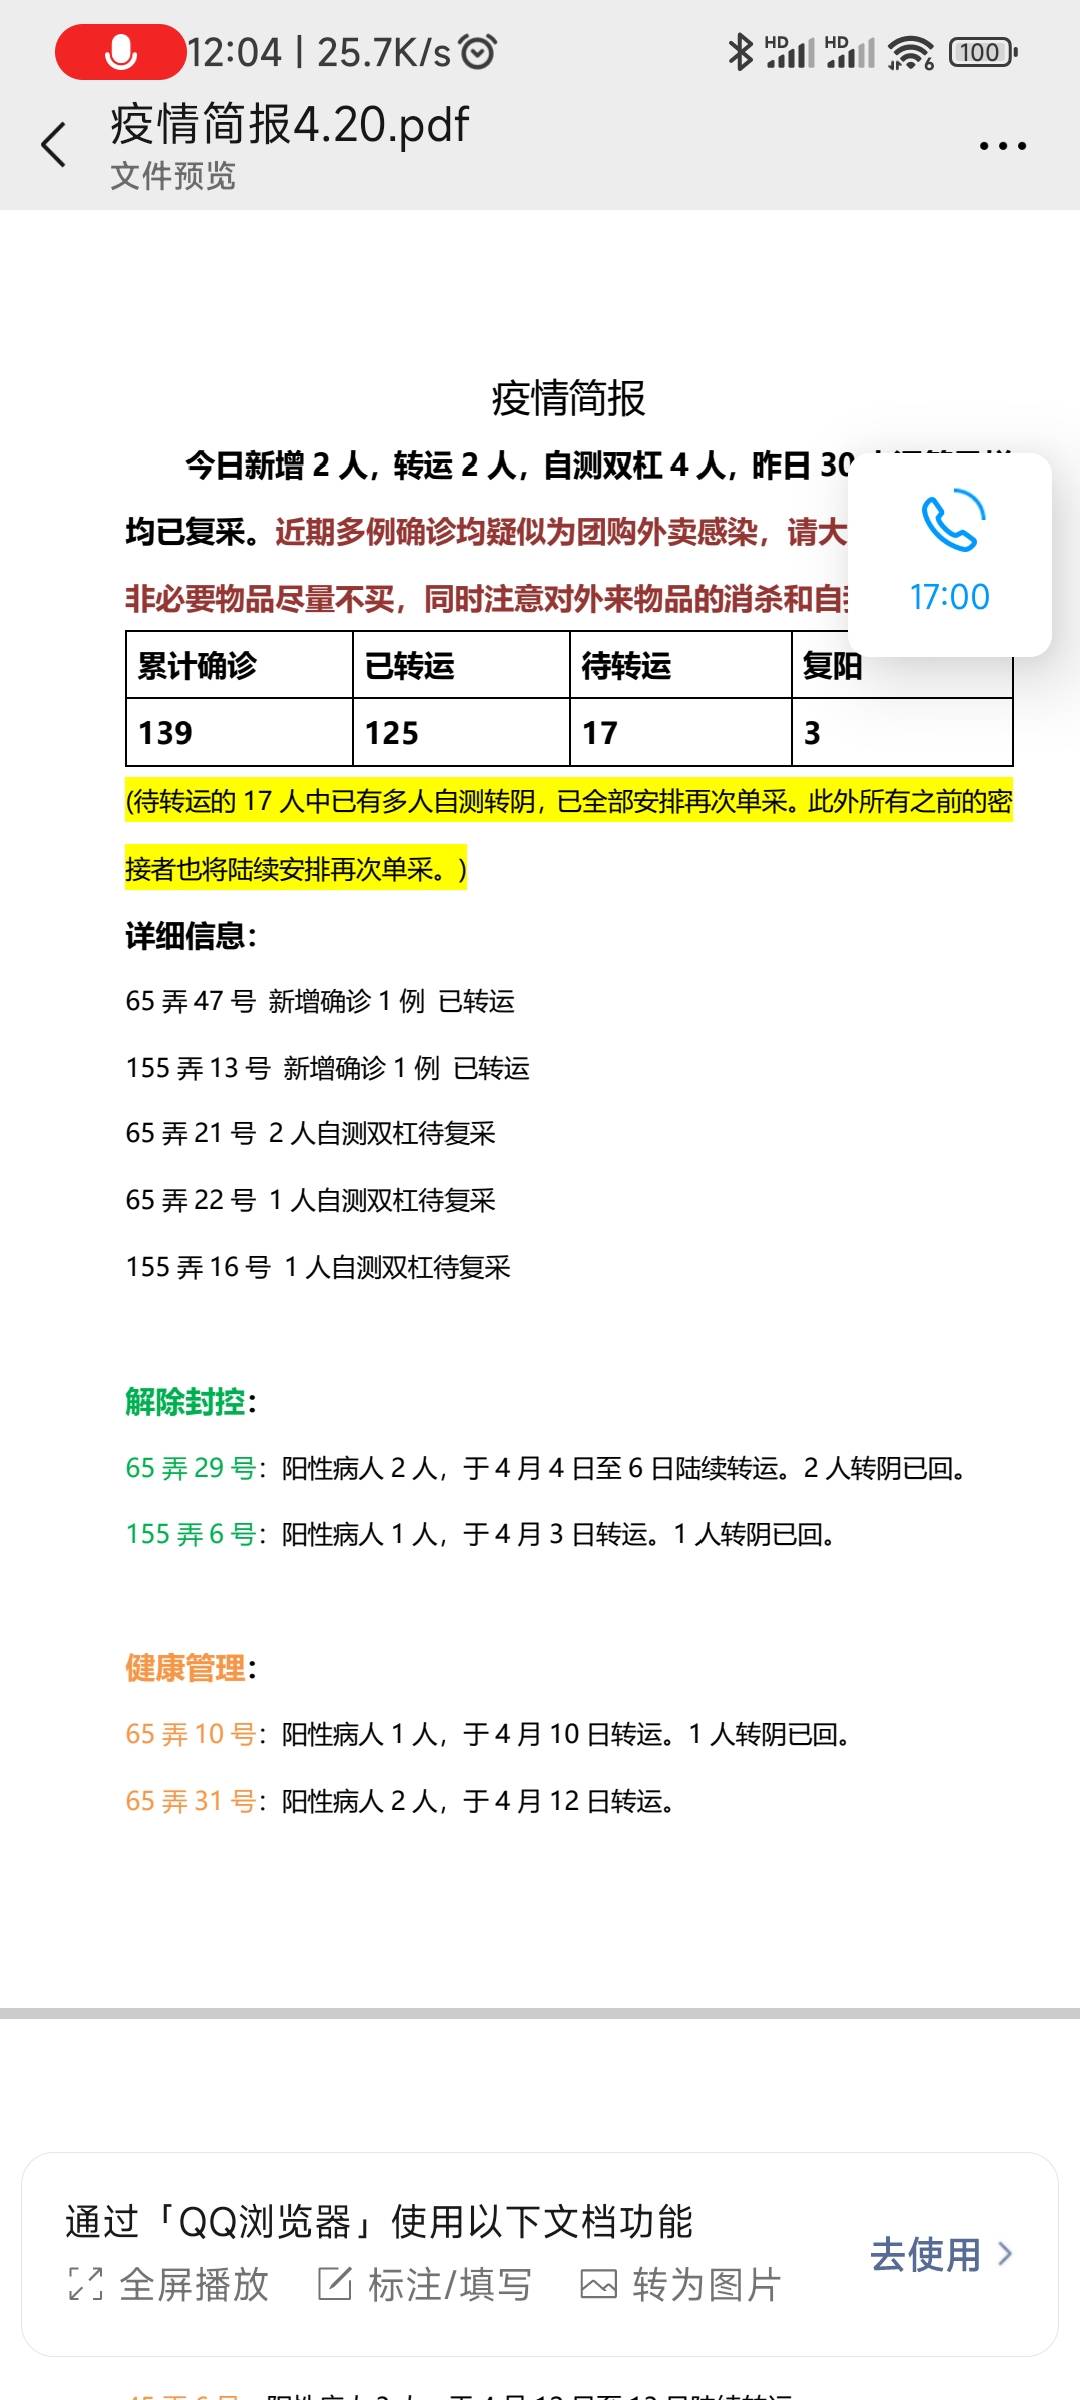 12:04 | 25.7K/s
HD HD 6 100
疫情简报4.20.pdf
文件预览
疫情简报
今日新增 2 人，转运 2 人，自测双杠 4 人，昨日 30
均已复采。近期多例确诊均疑似为团购外卖感染，请大
非必要物品尽量不买，同时注意对外来物品的消杀和自
17:00
累计确诊 已转运 待转运 复阳
139 125 17 3
(待转运的 17 人中已有多人自测转阴，已全部安排再次单采。此外所有之前的密
接者也将陆续安排再次单采。)
详细信息：
65 弄 47 号 新增确诊 1 例 已转运
155 弄 13 号 新增确诊 1 例 已转运
65 弄 21 号 2 人自测双杠待复采
65 弄 22 号 1 人自测双杠待复采
155 弄 16 号 1 人自测双杠待复采
解除封控：
65 弄 29 号：阳性病人 2 人，于 4 月 4 日至 6 日陆续转运。2 人转阴已回。
155 弄 6 号：阳性病人 1 人，于 4 月 3 日转运。1 人转阴已回。
健康管理：
65 弄 10 号：阳性病人 1 人，于 4 月 10 日转运。1 人转阴已回。
65 弄 31 号：阳性病人 2 人，于 4 月 12 日转运。
通过「QQ浏览器」使用以下文档功能
去使用
全屏播放 标注/填写 转为图片